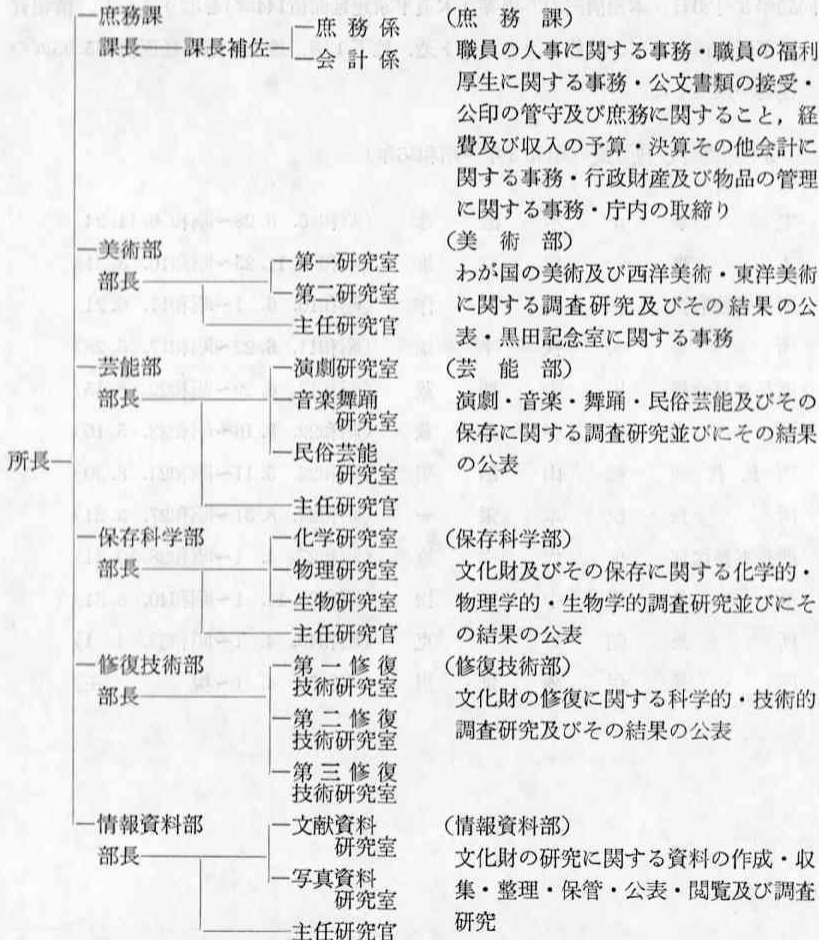 庶務課
課長 課長補佐
庶務係
会計係
(庶務課)
職員の人事に関する事務・職員の福利
厚生に関する事務・公文書類の接受・
公印の管守及び庶務に関すること，経
費及び収入の予算・決算その他会計に
関する事務・行政財産及び物品の管理
に関する事務・庁内の取締り
美術部
部長
第一研究室
第二研究室
主任研究官
(美術部)
わが国の美術及び西洋美術・東洋美術
に関する調査研究及びその結果の公
表・黒田記念室に関する事務
芸能部
部長
演劇研究室
音楽舞踊
研究室
民俗芸能
研究室
主任研究官
(芸能部)
演劇・音楽・舞踊・民俗芸能及びその
保存に関する調査研究並びにその結果
の公表
所長
保存科学部
部長
化学研究室
物理研究室
生物研究室
主任研究官
(保存科学部)
文化財及びその保存に関する化学的・
物理学的・生物学的調査研究並びにそ
の結果の公表
修復技術部
部長
第一修復
技術研究室
第二修復
技術研究室
第三修復
技術研究室
(修復技術部)
文化財の修復に関する科学的・技術的
調査研究及びその結果の公表
情報資料部
部長
文献資料
研究室
写真資料
研究室
主任研究官
(情報資料部)
文化財の研究に関する資料の作成・収
集・整理・保管・公表・閲覧及び調査
研究